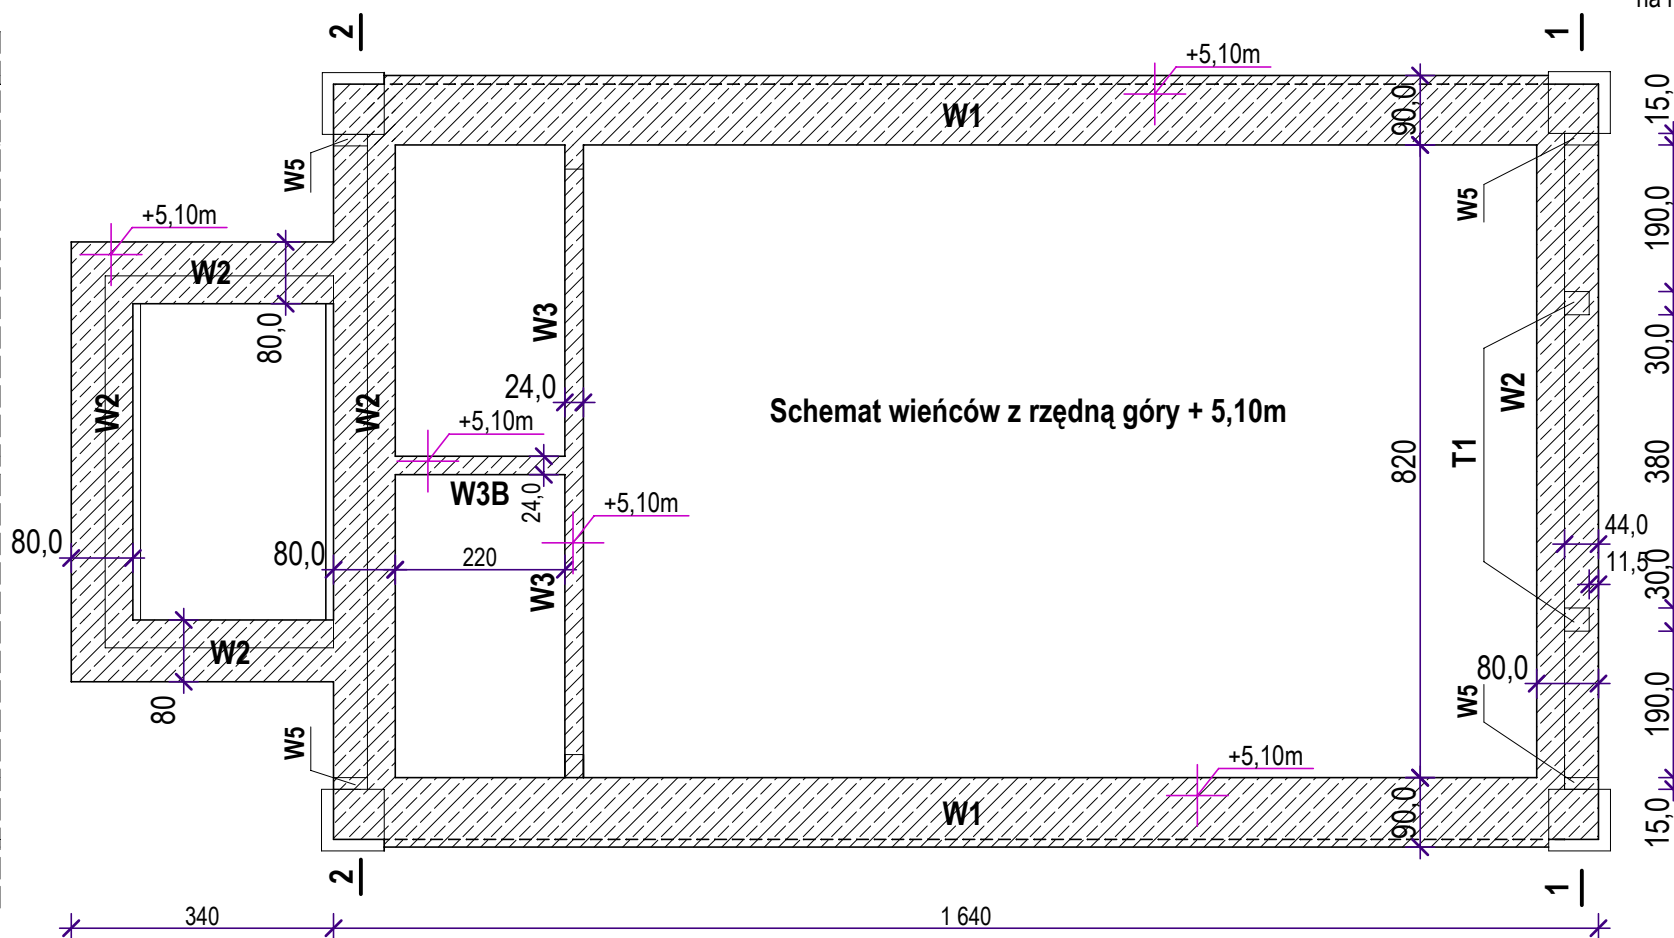 na
2
1
+5,10m
W1
90,0
15,0
W5
W5
190,0
+5,10m
W2
80,0
W3
30,0
24,0
W2
W2
W2
Schemat wieńców z rzędną góry + 5,10m
+5,10m
T1
820
380
W3B
24,0
+5,10m
44,0
80,0
80,0
220
W3
11,5
30,0
W2
80
80,0
190,0
W5
W5
+5,10m
W1
90,0
15,0
2
1
340
1 640